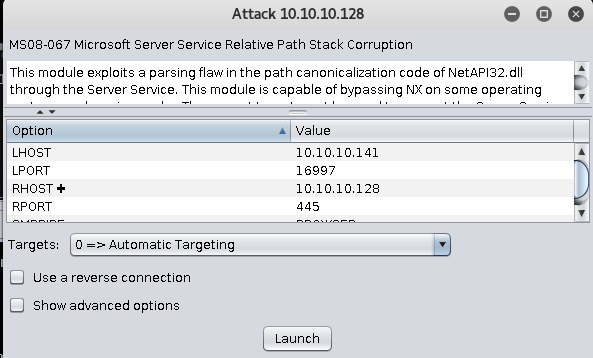 Attack 10.10.10.128
MS08-067 Microsoft Server Service Relative Path Stack Corruption
This module exploits a parsing flaw in the path canonicalization code of NetAPI32.dll
through the Server Service. This module is capable of bypassing NX on some operating
Option Value
LHOST 10.10.10.141
LPORT 16997
RHOST + 10.10.10.128
RPORT 445
SMBPIPE BROWSER
Targets: 0 => Automatic Targeting
Use a reverse connection
Show advanced options
Launch